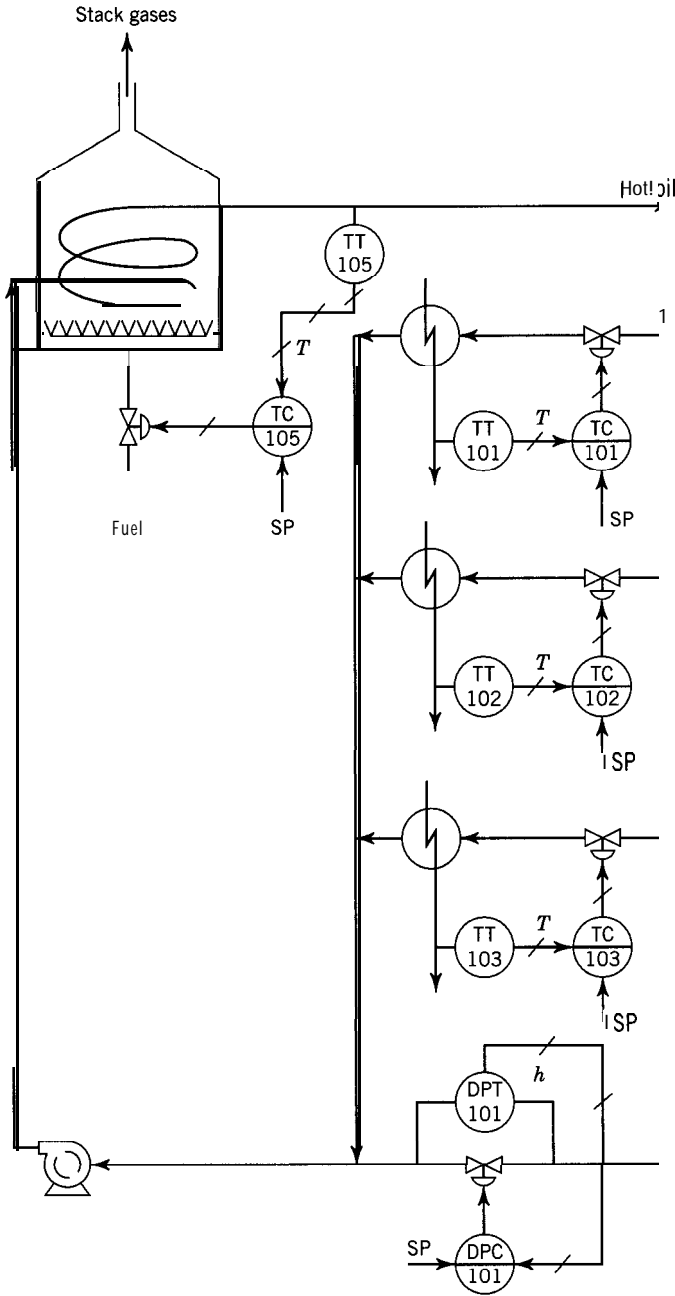 Stack gases
Hot! oil
TT
105
1
T
TC
105
T
TT
101
TC
101
SP
Fuel
SP
T
TT
102
TC
102
SP
T
TT
103
TC
103
SP
h
DPT
101
SP
DPC
101